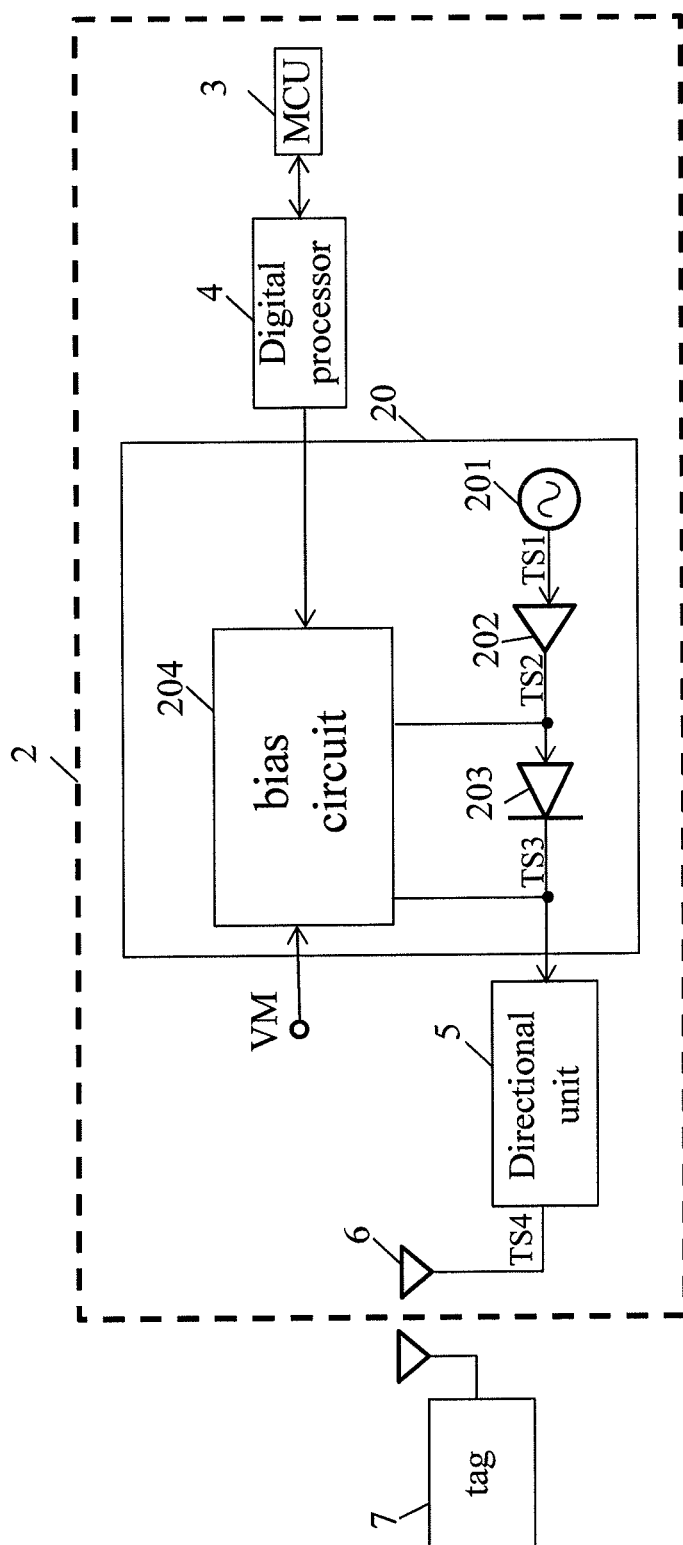 2
3
MCU
4
Digital
processor
20
204
bias
circuit
VM
201
TS1
202
TS2
203
TS3
5
Directional
unit
TS4
6
7
tag